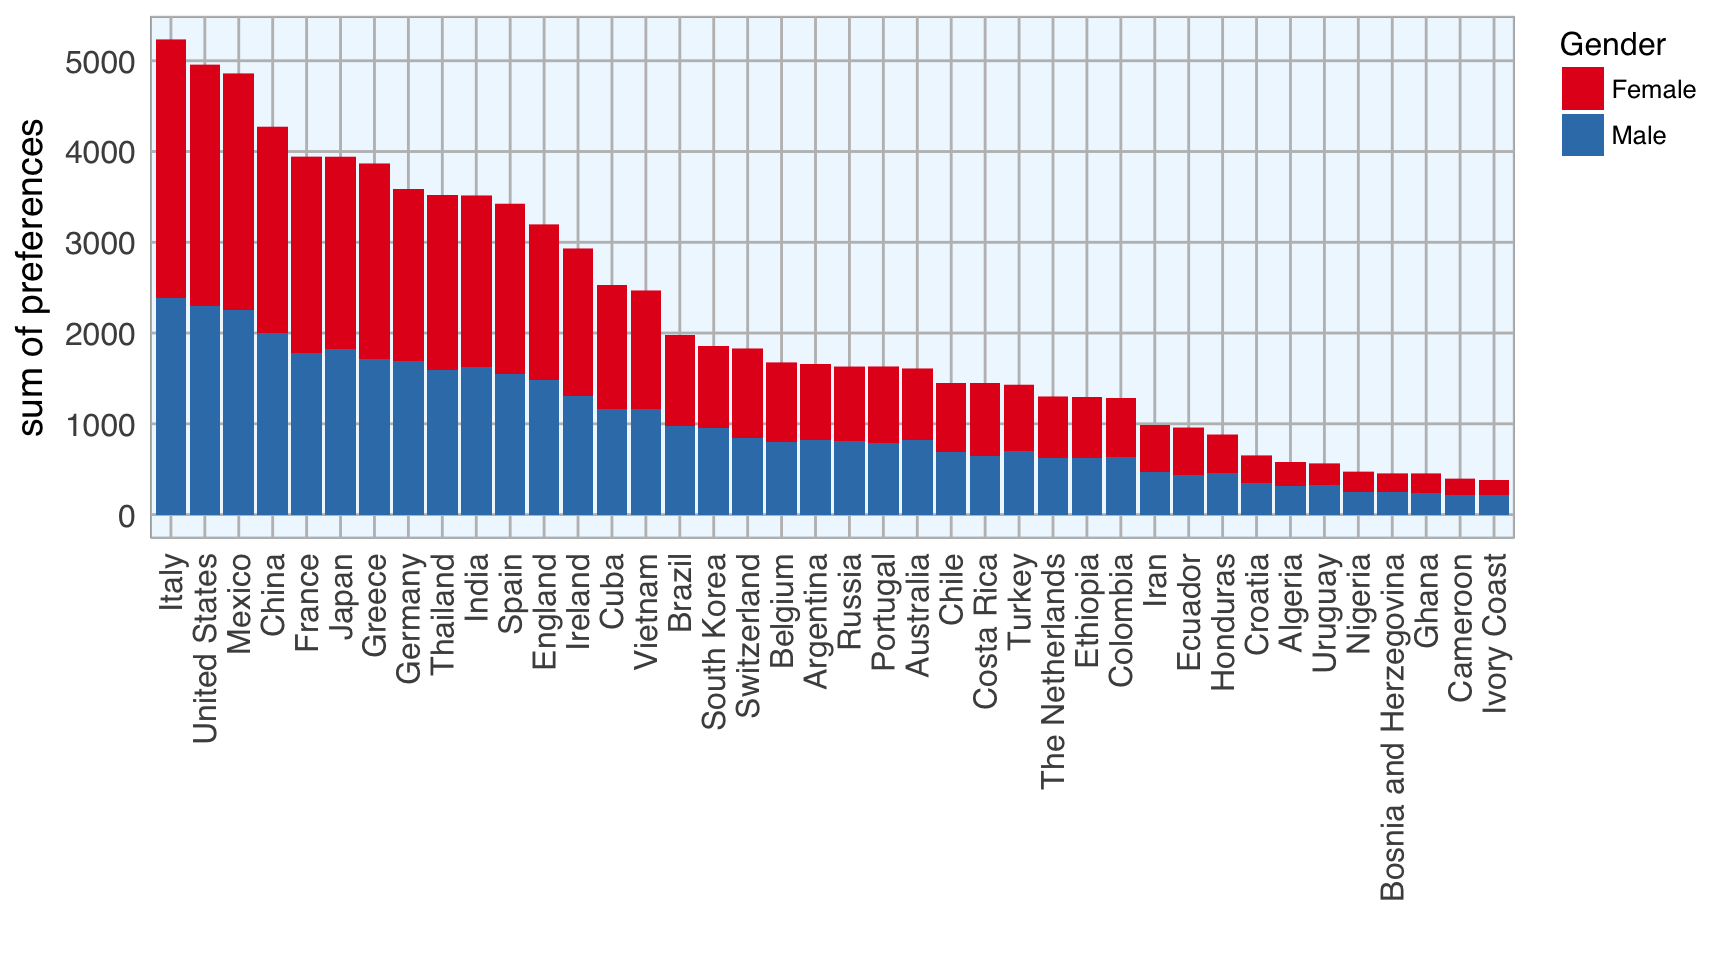 sum of preferences
5000
4000
3000
2000
1000
0
Italy
United States
Mexico
China
France
Japan
Greece
Germany
Thailand
India
Spain
England
Ireland
Cuba
Vietnam
Brazil
South Korea
Switzerland
Belgium
Argentina
Russia
Portugal
Australia
Chile
Costa Rica
Turkey
The Netherlands
Ethiopia
Colombia
Iran
Ecuador
Honduras
Croatia
Algeria
Uruguay
Nigeria
Bosnia and Herzegovina
Ghana
Cameroon
Ivory Coast
Gender
Female
Male